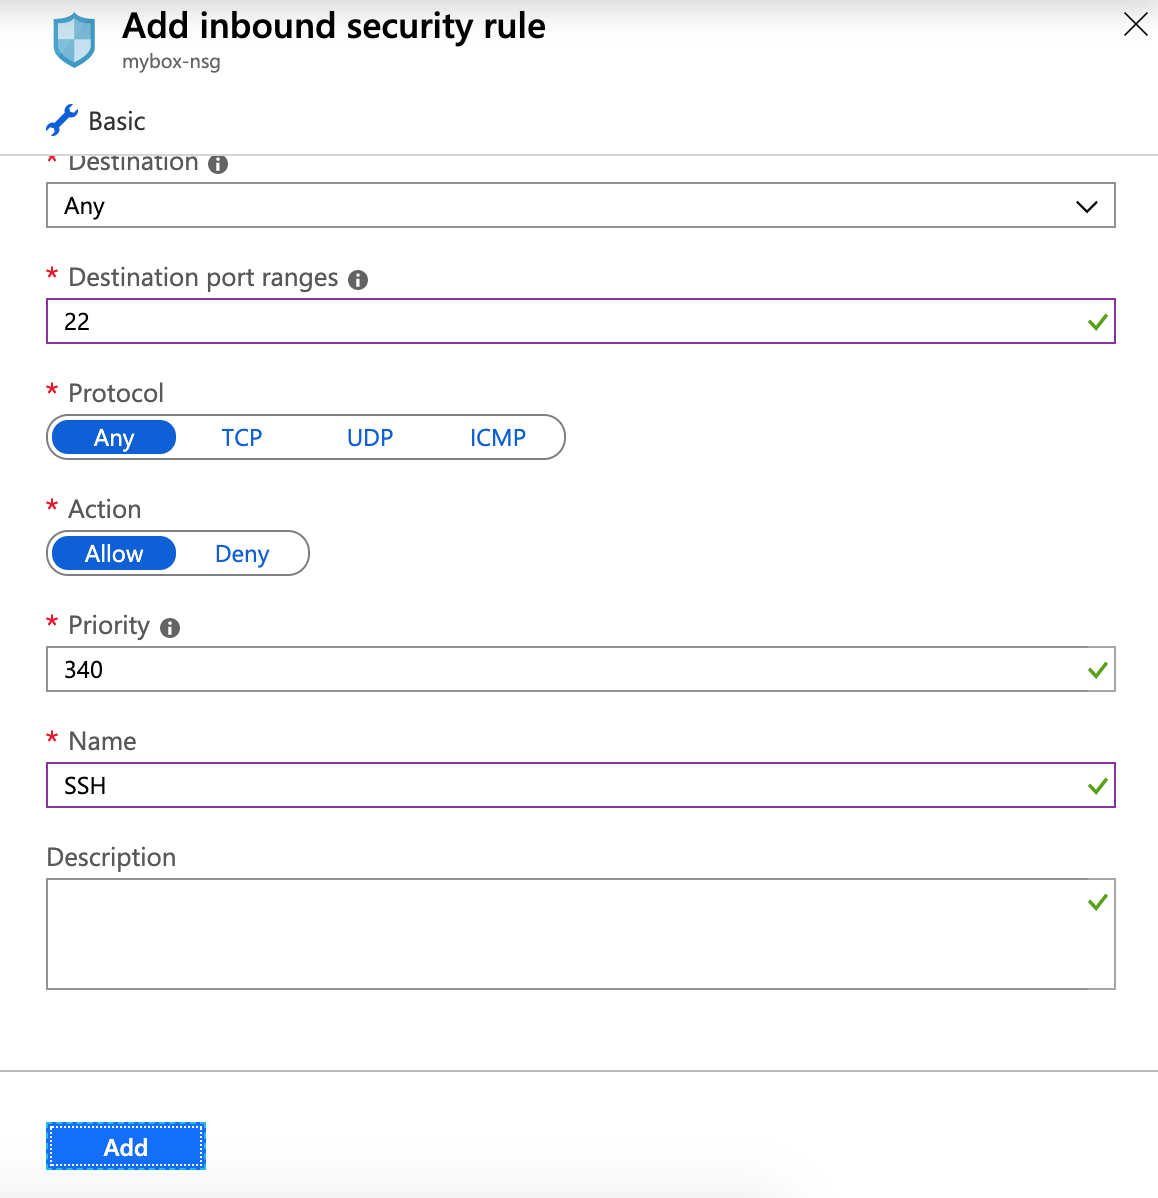 Add inbound security rule
mybox-nsg
Basic
* Destination
Any
* Destination port ranges
22
* Protocol
Any TCP UDP ICMP
* Action
Allow Deny
* Priority
340
* Name
SSH
Description
Add